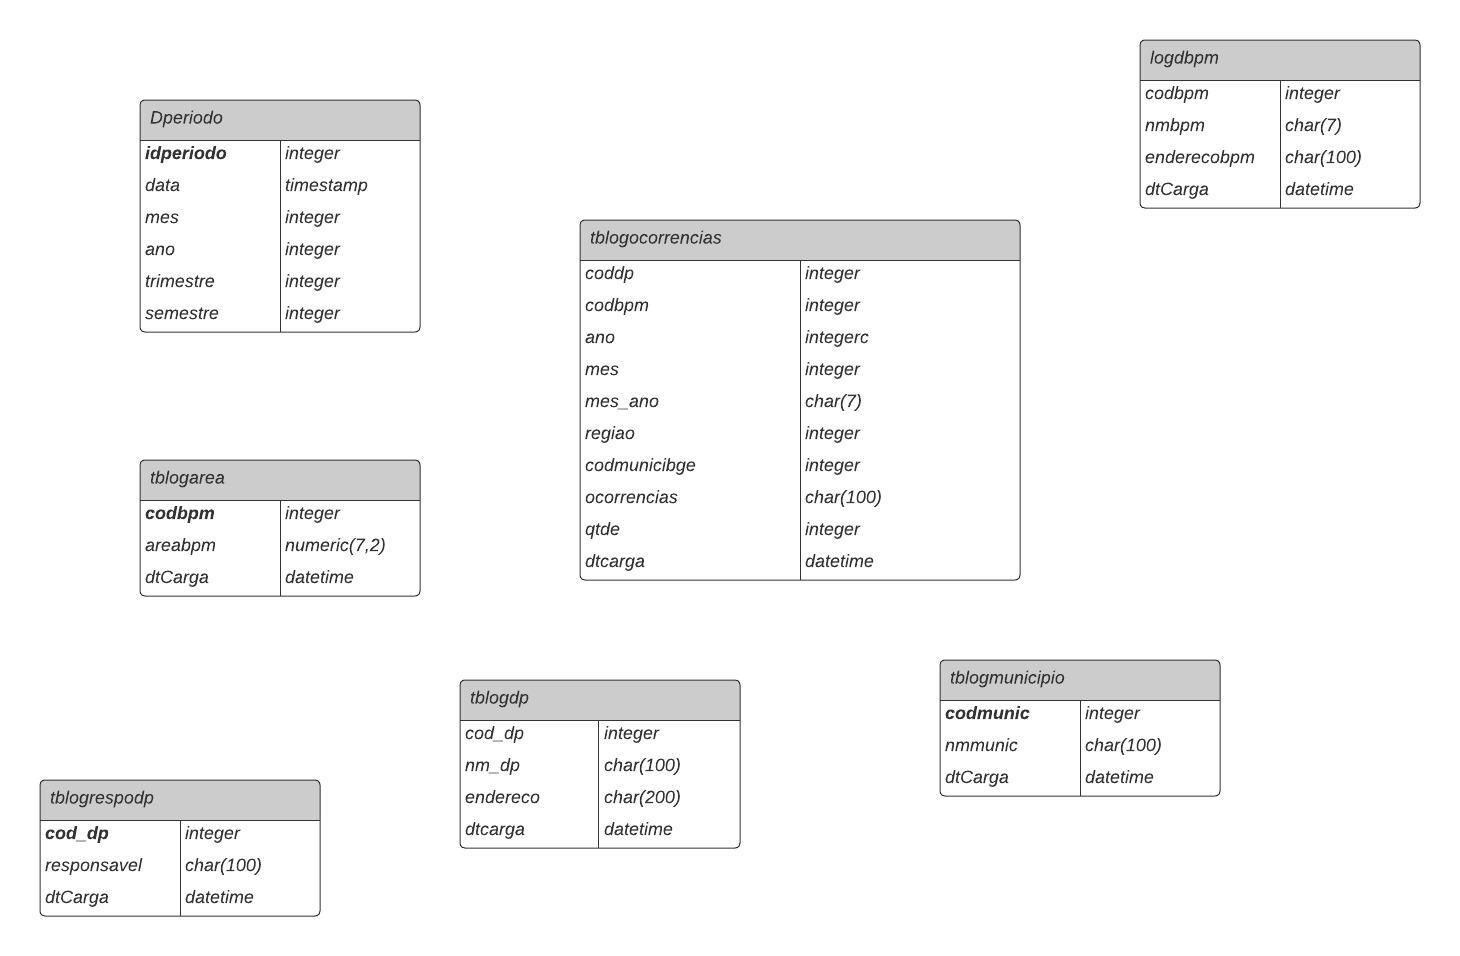 logdbpm
codbpm integer
nmbpm char(7)
enderecobpm char(100)
dtCarga datetime
Dperiodo
idperiodo integer
data timestamp
mes integer
ano integer
trimestre integer
semestre integer
tblogocorrencias
coddp integer
codbpm integer
ano integerc
mes integer
mes_ano char(7)
regiao integer
codmunicibge integer
ocorrencias char(100)
qtde integer
dtcarga datetime
tblogarea
codbpm integer
areabpm numeric(7,2)
dtCarga datetime
tblogdp
cod_dp integer
nm_dp char(100)
endereco char(200)
dtcarga datetime
tblogmunicipio
codmunic integer
nmmunic char(100)
dtCarga datetime
tblogrespodp
cod_dp integer
responsavel char(100)
dtCarga datetime